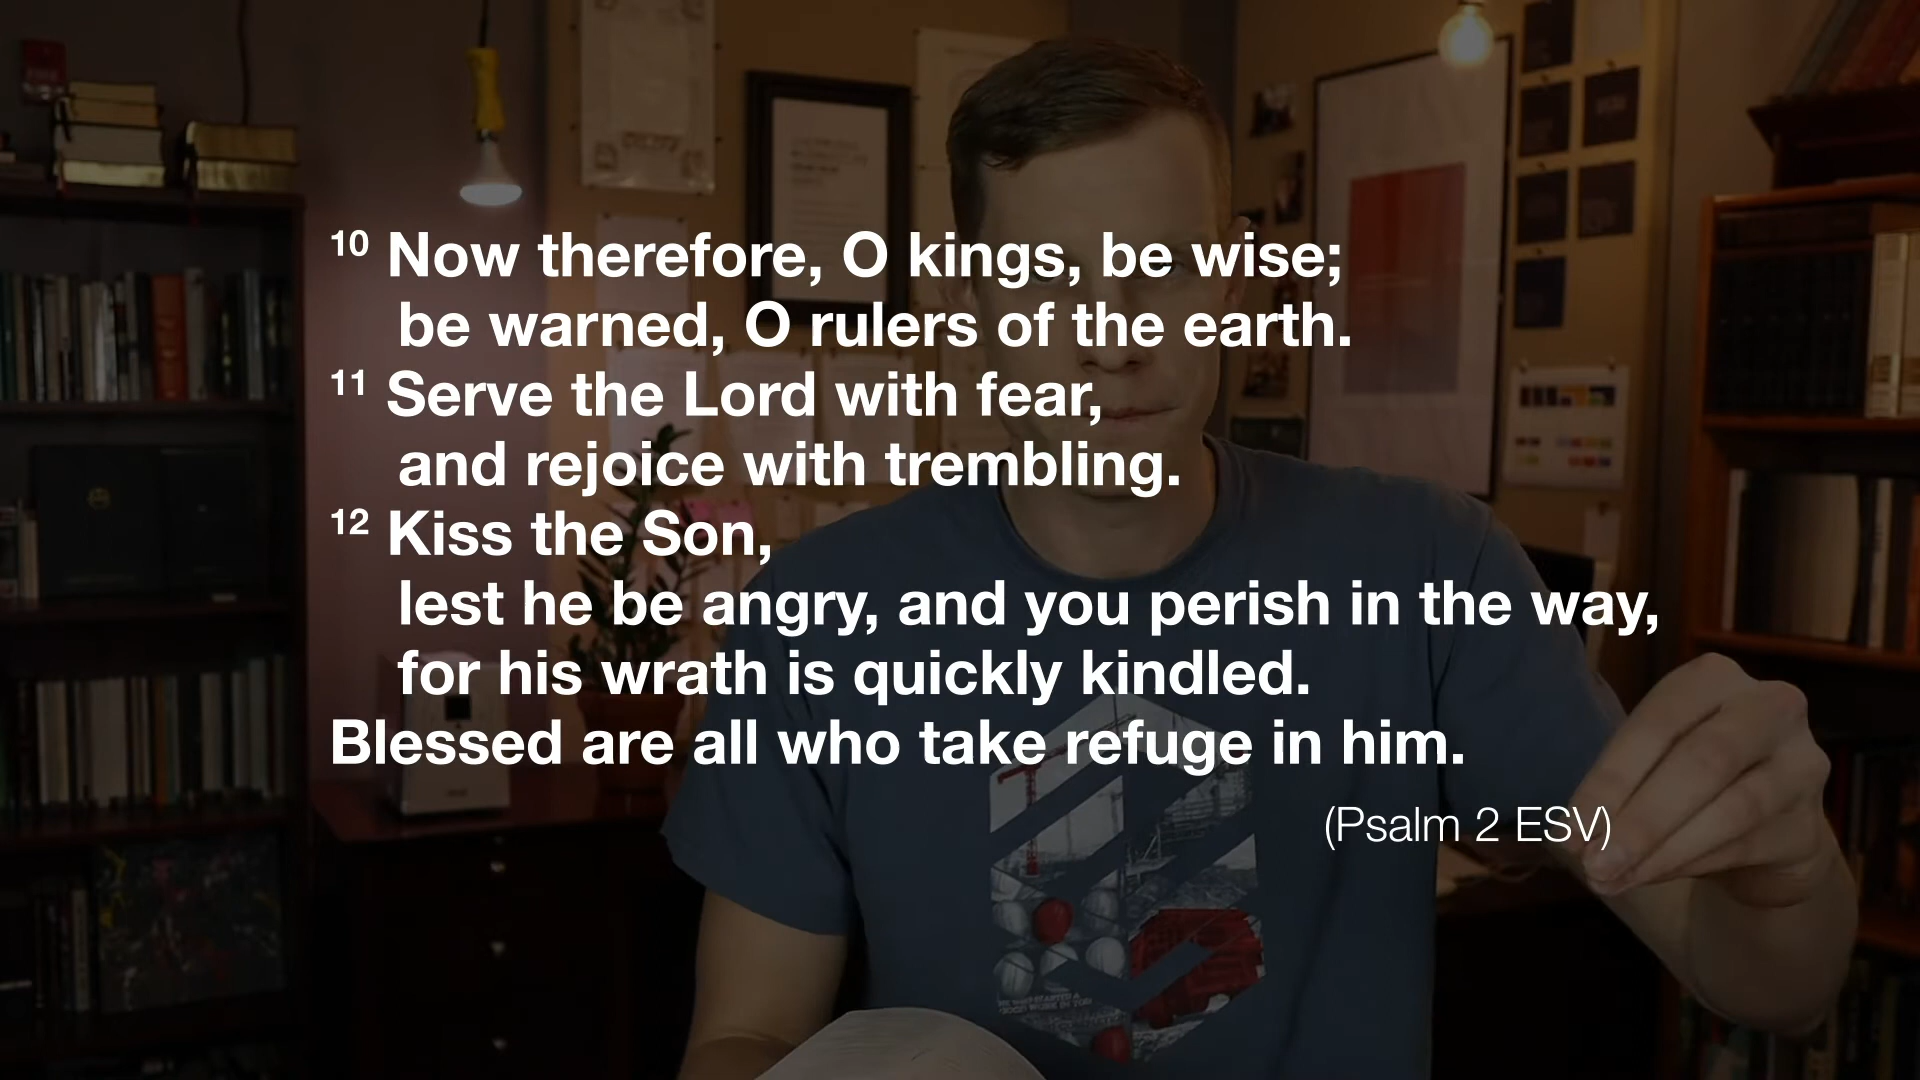 10 Now therefore, O kings, be wise;
be warned, O rulers of the earth.
11 Serve the Lord with fear,
and rejoice with trembling.
12 Kiss the Son,
lest he be angry, and you perish in the way,
for his wrath is quickly kindled.
Blessed are all who take refuge in him.
(Psalm 2 ESV)